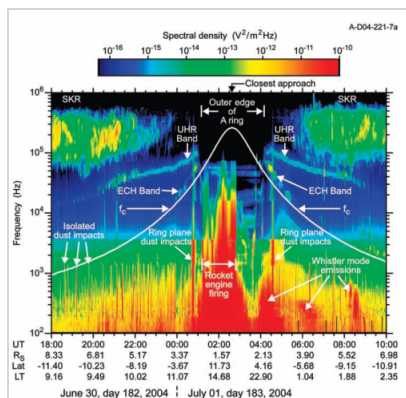 A-D04-221-7a
Spectral density (V²/m²Hz)
10⁻¹⁶ 10⁻¹⁵ 10⁻¹⁴ 10⁻¹³ 10⁻¹² 10⁻¹¹ 10⁻¹⁰
Closest approach
10⁶
SKR
Outer edge
of
A ring
SKR
UHR
Band
UHR
Band
10⁵
ECH Band
ECH Band
Frequency (Hz)
10⁴
fc
fc
Isolated
dust impacts
Ring plane
dust impacts
Ring plane
dust impacts
10³
Rocket
engine
firing
Whistler mode
emissions
10²
UT 18:00 20:00 22:00 00:00 02:00 04:00 06:00 08:00 10:00
RS 8.33 6.81 5.17 3.37 1.57 2.13 3.90 5.52 6.98
Lat -11.40 -10.23 -8.19 -3.67 11.73 4.16 -5.68 -9.15 -10.91
LT 9.16 9.49 10.02 11.07 14.68 22.90 1.04 1.88 2.35
June 30, day 182, 2004 July 01, day 183, 2004